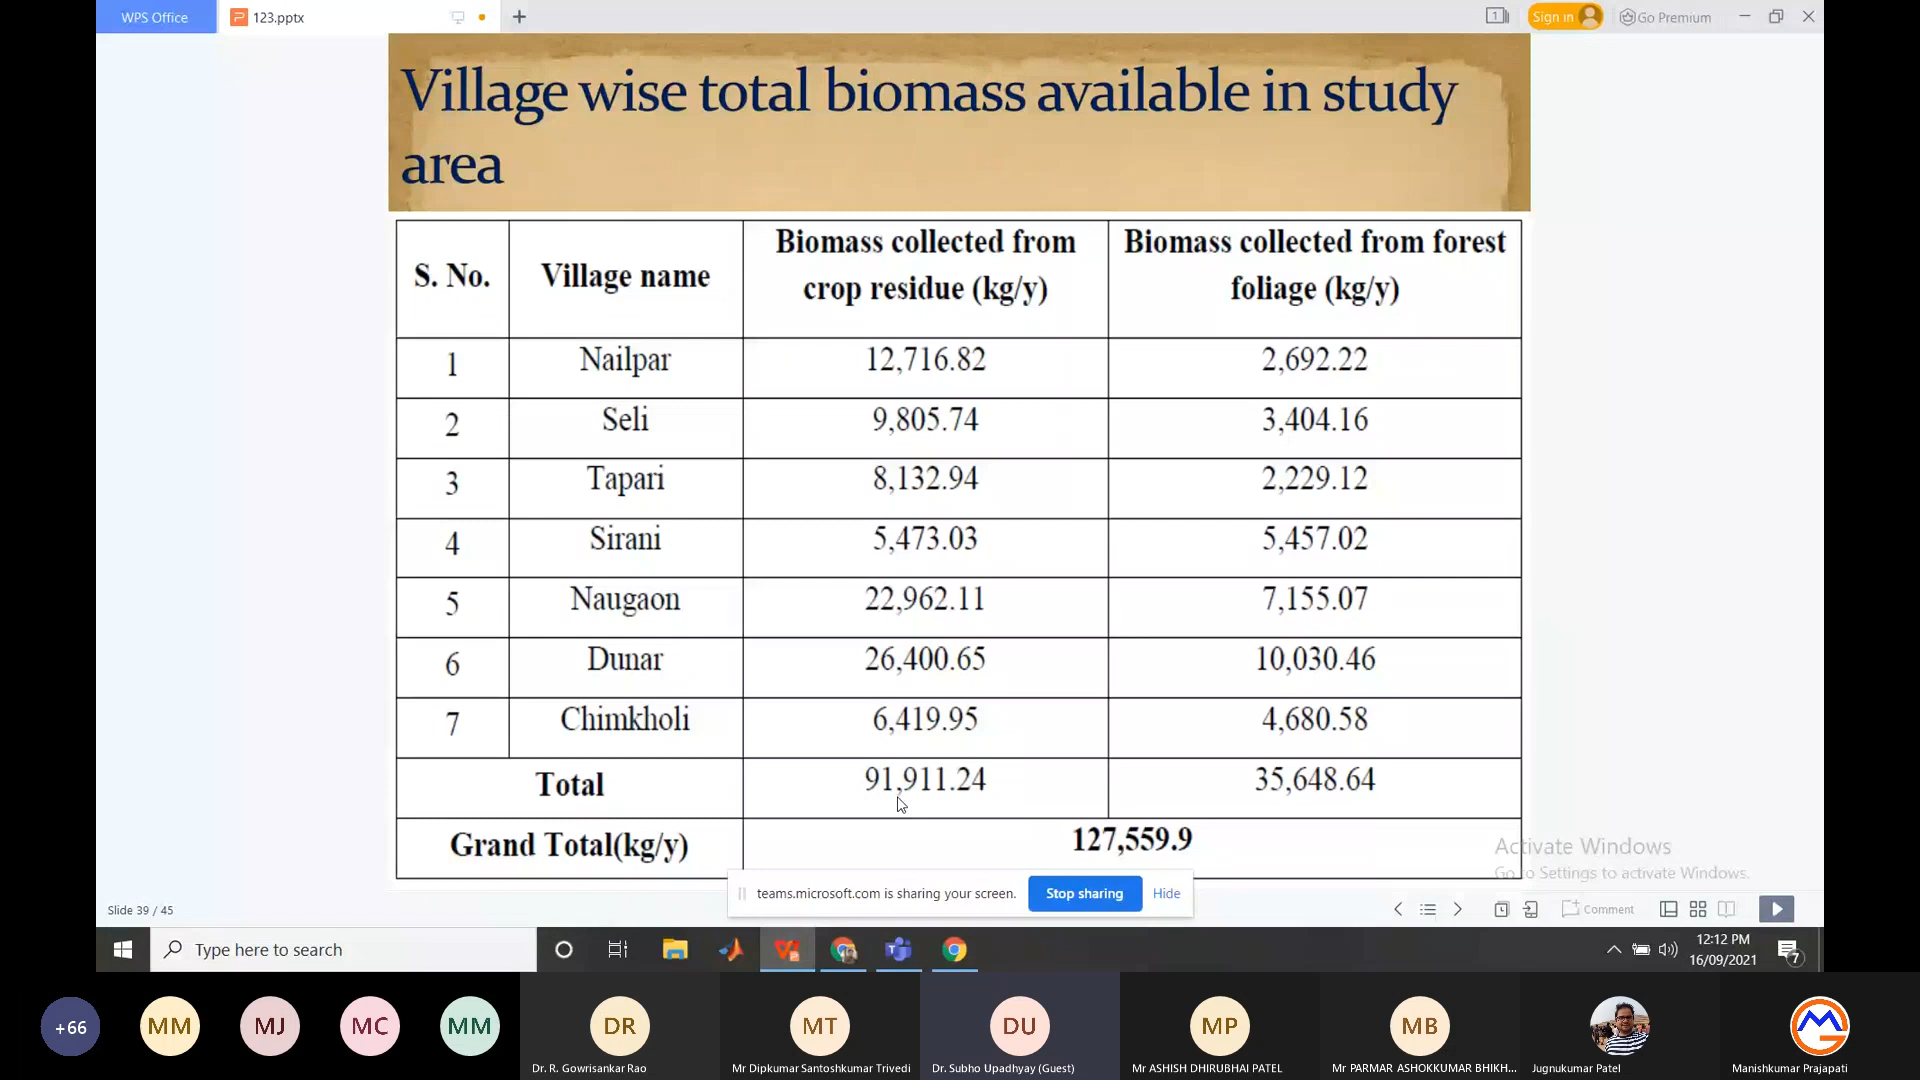 WPS Office
123.pptx
1
Sign in
Go Premium
Village wise total biomass available in study
area
S. No.
Village name
Biomass collected from
crop residue (kg/y)
Biomass collected from forest
foliage (kg/y)
1 Nailpar 12,716.82 2,692.22
2 Seli 9,805.74 3,404.16
3 Tapari 8,132.94 2,229.12
4 Sirani 5,473.03 5,457.02
5 Naugaon 22,962.11 7,155.07
6 Dunar 26,400.65 10,030.46
7 Chimkholi 6,419.95 4,680.58
Total 91,911.24 35,648.64
Grand Total(kg/y) 127,559.9
Activate Windows
Go to Settings to activate Windows.
teams.microsoft.com is sharing your screen. Stop sharing Hide
Slide 39 / 45
Comment
Type here to search
12:12 PM
16/09/2021
7
+66 MM MJ MC MM DR MT DU MP MB
Dr. R. Gowrisankar Rao Mr Dipkumar Santoshkumar Trivedi Dr. Subho Upadhyay (Guest) Mr ASHISH DHIRUBHAI PATEL Mr PARMAR ASHOKKUMAR BHIKH... Jugnukumar Patel Manishkumar Prajapati